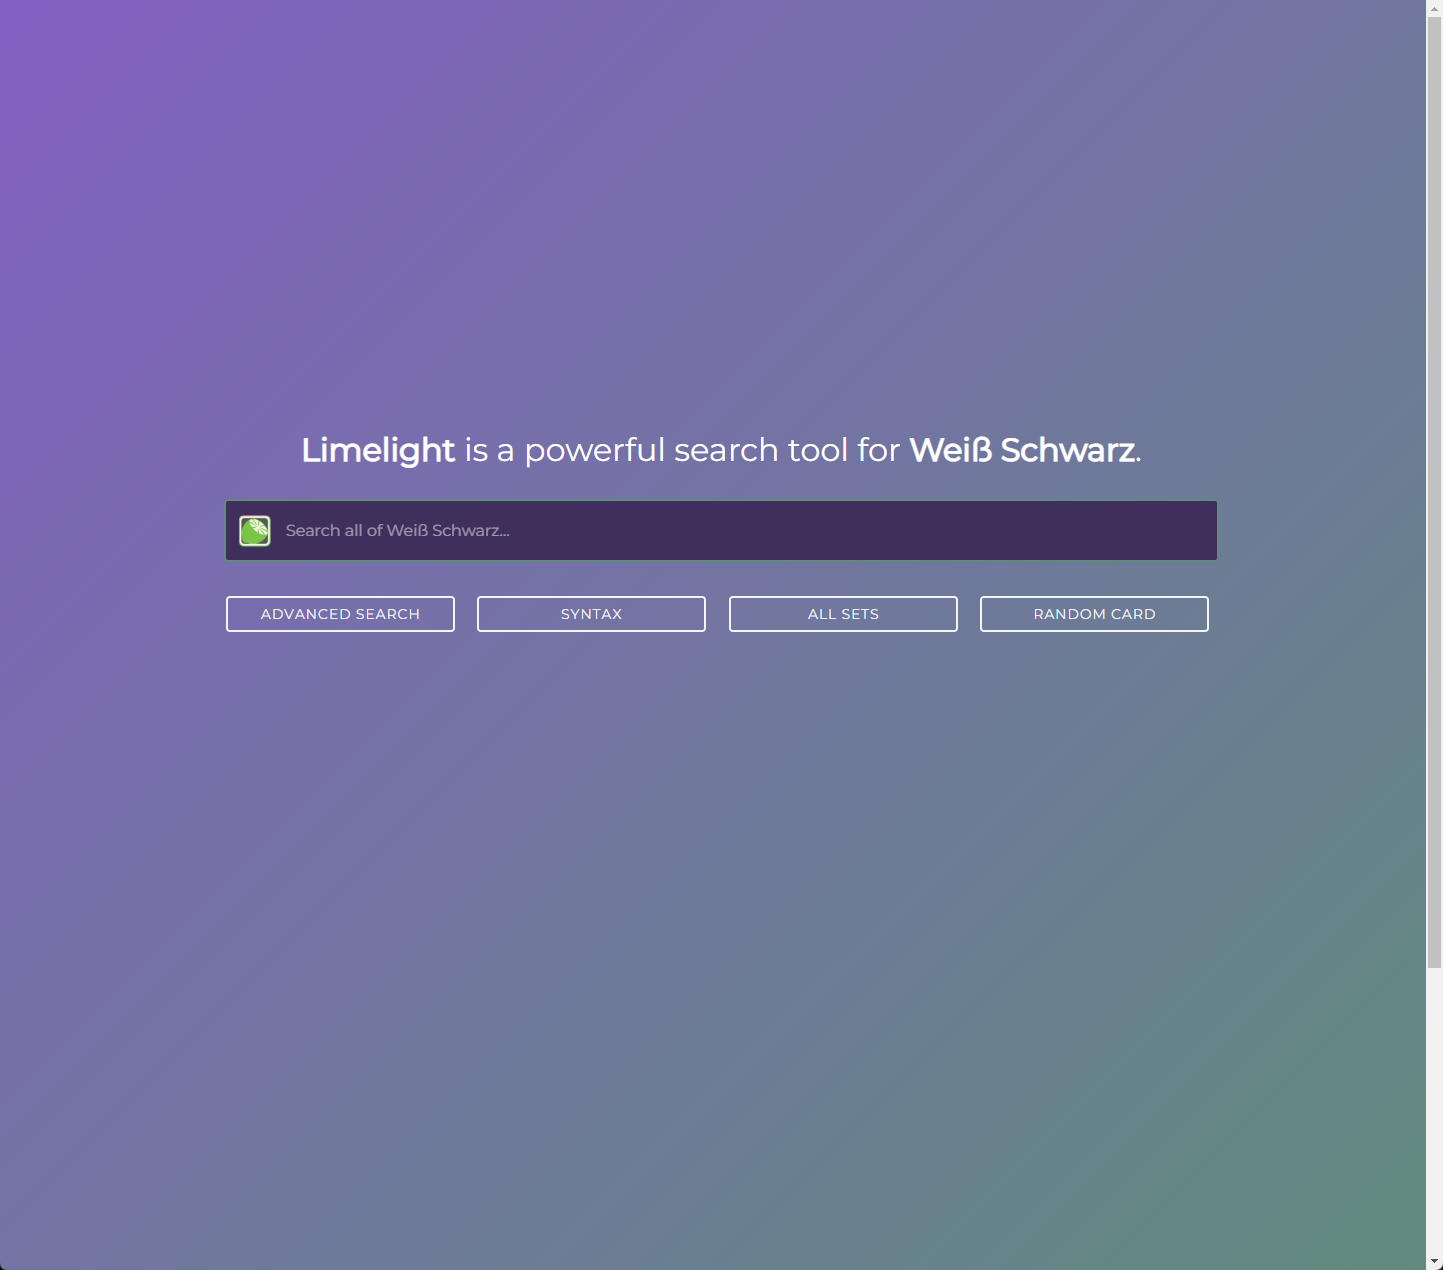 Limelight is a powerful search tool for Weiß Schwarz.
Search all of Weiß Schwarz...
ADVANCED SEARCH
SYNTAX
ALL SETS
RANDOM CARD